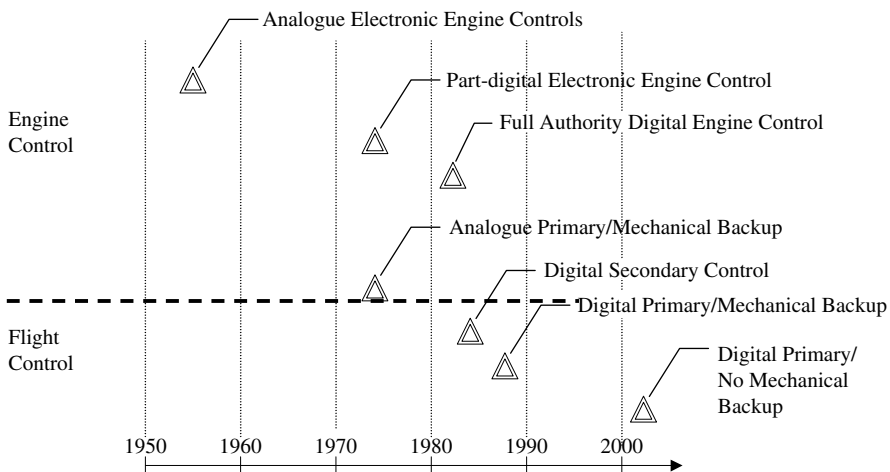 Analogue Electronic Engine Controls
Part-digital Electronic Engine Control
Engine
Control
Full Authority Digital Engine Control
Analogue Primary/Mechanical Backup
Digital Secondary Control
Digital Primary/Mechanical Backup
Flight
Control
Digital Primary/
No Mechanical
Backup
1950 1960 1970 1980 1990 2000